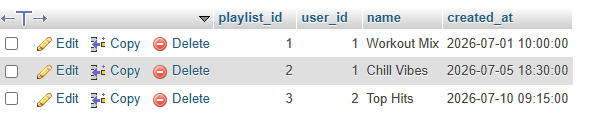 playlist_id user_id name created_at
Edit Copy Delete 1 1 Workout Mix 2026-07-01 10:00:00
Edit Copy Delete 2 1 Chill Vibes 2026-07-05 18:30:00
Edit Copy Delete 3 2 Top Hits 2026-07-10 09:15:00